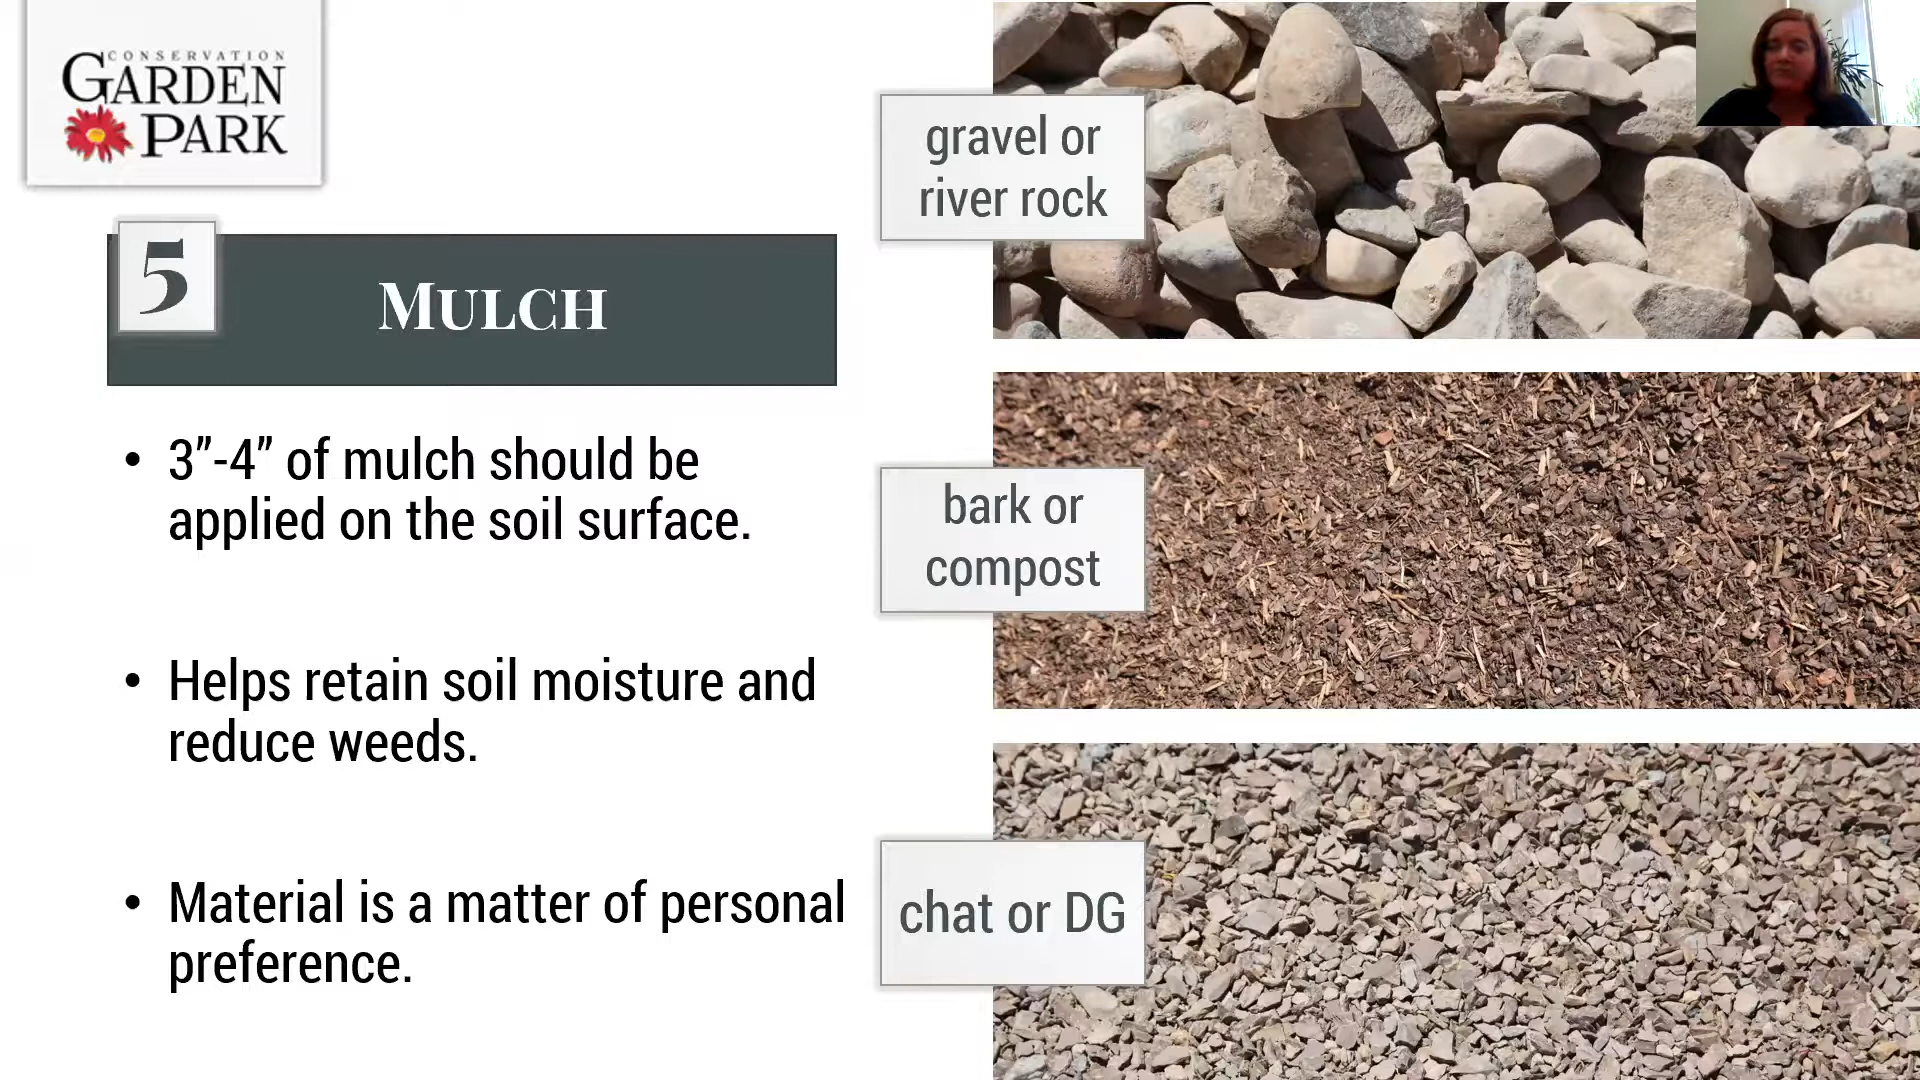 CONSERVATION
GARDEN
PARK
5
MULCH
• 3”-4” of mulch should be
applied on the soil surface.
• Helps retain soil moisture and
reduce weeds.
• Material is a matter of personal
preference.
gravel or
river rock
bark or
compost
chat or DG